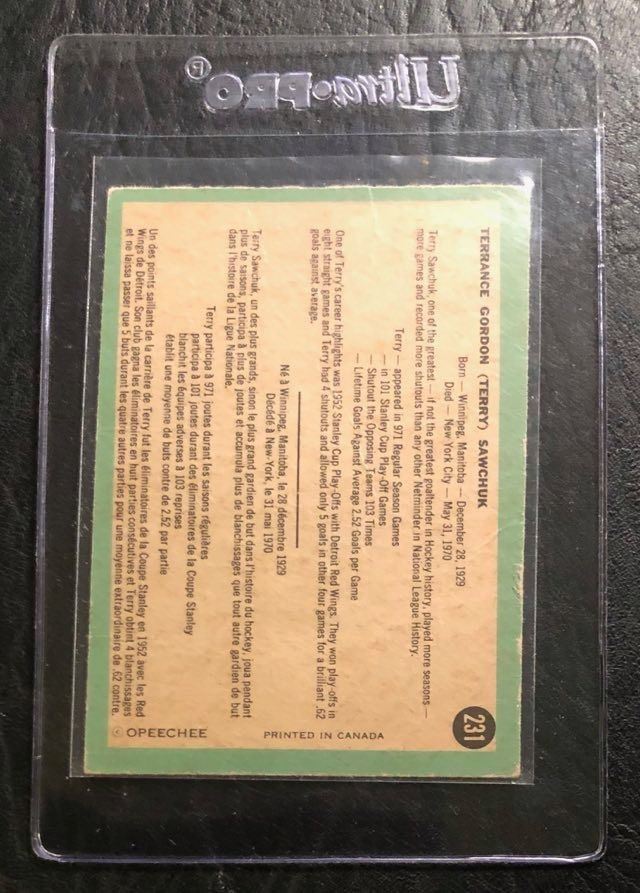 Ultra•PRO®
231
TERRANCE GORDON (TERRY) SAWCHUK
Born — Winnipeg, Manitoba — December 28, 1929
Died — New York City — May 31, 1970
Terry Sawchuk, one of the greatest — if not the greatest goaltender in Hockey history, played more seasons —
more games and recorded more shutouts than any other Netminder in National League History.
Terry — appeared in 971 Regular Season Games
— in 101 Stanley Cup Play-Off Games
— Shutout the Opposing Teams 103 Times
— Lifetime Goals Against Average 2.52 Goals per Game
One of Terry's career highlights was 1952 Stanley Cup Play-Offs with Detroit Red Wings. They won play-offs in
eight straight games and Terry had 4 shutouts and allowed only 5 goals in other four games for a brilliant .62
goals against average.
Né à Winnipeg, Manitoba, le 28 décembre 1929
Décédé à New-York, le 31 mai 1970
Terry Sawchuk, un des plus grands, sinon le plus grand gardien de but dans l'histoire du hockey, joua pendant
plus de saisons, participa à plus de joutes et accumula plus de blanchissages que tout autre gardien de but
dans l'histoire de la Ligue Nationale.
Terry participa à 971 joutes durant les saisons régulières
participa à 101 joutes durant des éliminatoires de la Coupe Stanley
blanchit les équipes adverses à 103 reprises
établit une moyenne de buts contre de 2.52 par partie
Un des points saillants de la carrière de Terry fut les éliminatoires de la Coupe Stanley en 1952 avec les Red
Wings de Détroit. Son club gagna les éliminatoires en huit parties consécutives et Terry obtint 4 blanchissages
et ne laissa passer que 5 buts durant les quatre autres parties pour une moyenne extraordinaire de .62 contre.
PRINTED IN CANADA
© OPEECHEE